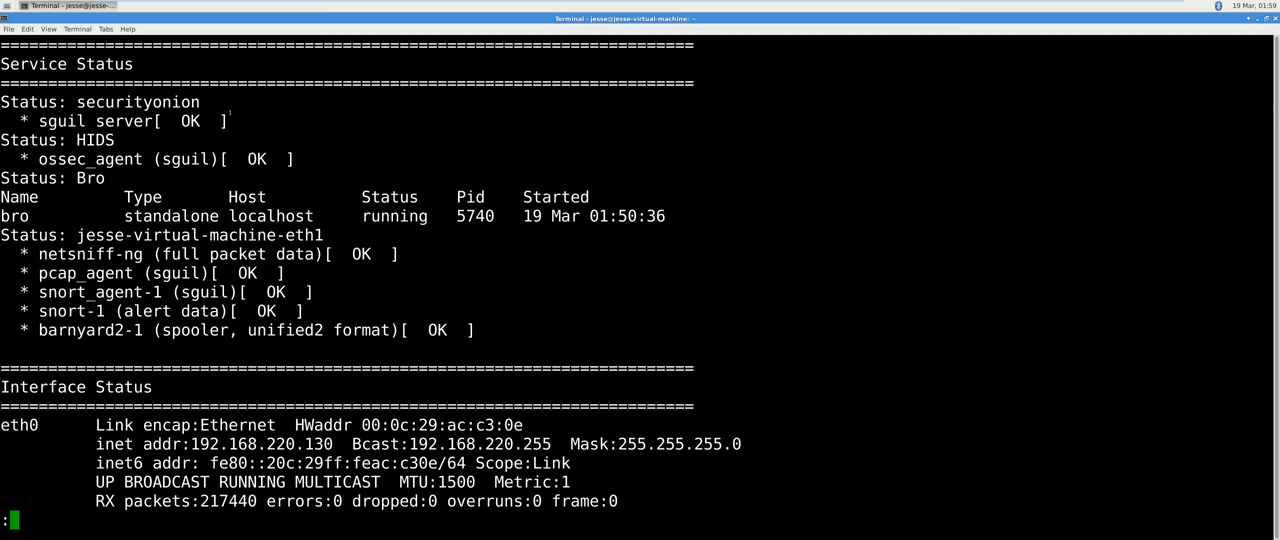 Terminal - jesse@jesse-...
19 Mar, 01:59
Terminal - jesse@jesse-virtual-machine: ~
File Edit View Terminal Tabs Help
=========================================================================
Service Status
=========================================================================
Status: securityonion
  * sguil server[  OK  ]
Status: HIDS
  * ossec_agent (sguil)[  OK  ]
Status: Bro
Name         Type       Host          Status    Pid    Started
bro          standalone localhost     running   5740   19 Mar 01:50:36
Status: jesse-virtual-machine-eth1
  * netsniff-ng (full packet data)[  OK  ]
  * pcap_agent (sguil)[  OK  ]
  * snort_agent-1 (sguil)[  OK  ]
  * snort-1 (alert data)[  OK  ]
  * barnyard2-1 (spooler, unified2 format)[  OK  ]
=========================================================================
Interface Status
=========================================================================
eth0      Link encap:Ethernet  HWaddr 00:0c:29:ac:c3:0e
          inet addr:192.168.220.130  Bcast:192.168.220.255  Mask:255.255.255.0
          inet6 addr: fe80::20c:29ff:feac:c30e/64 Scope:Link
          UP BROADCAST RUNNING MULTICAST  MTU:1500  Metric:1
          RX packets:217440 errors:0 dropped:0 overruns:0 frame:0
: